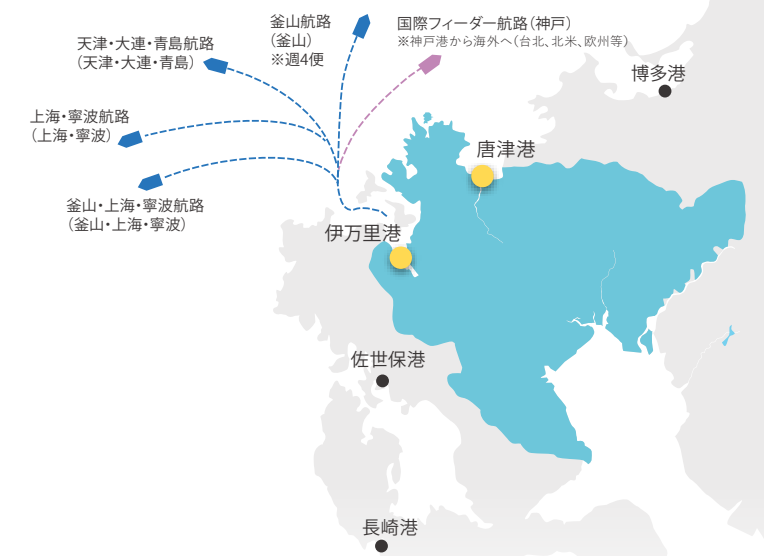 釜山航路
(釜山)
※週4便
国際フィーダー航路(神戸)
※神戸港から海外へ(台北、北米、欧州等)
天津・大連・青島航路
(天津・大連・青島)
博多港
上海・寧波航路
(上海・寧波)
唐津港
釜山・上海・寧波航路
(釜山・上海・寧波)
伊万里港
佐世保港
長崎港